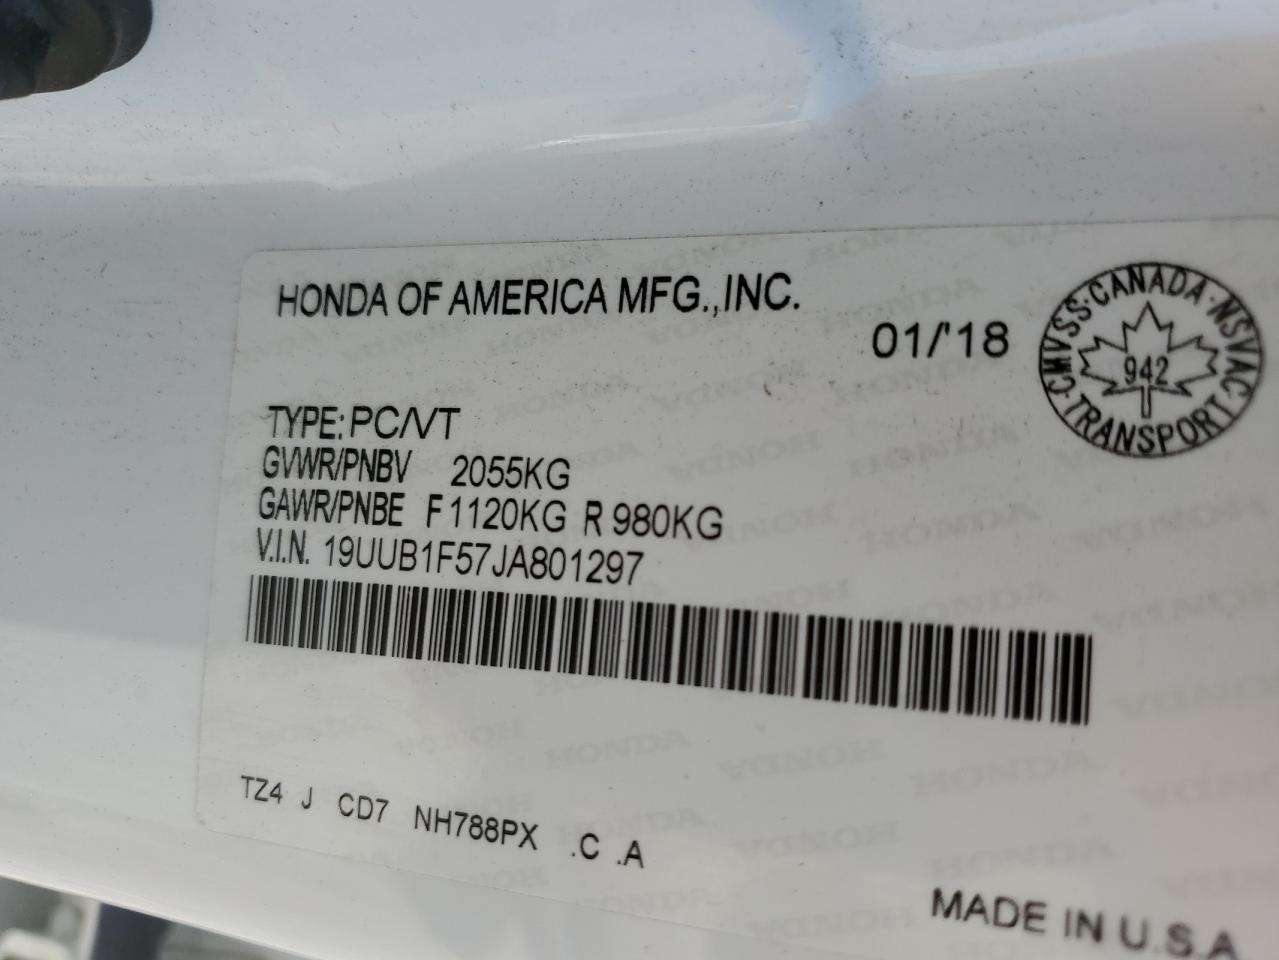 HONDA OF AMERICA MFG.,INC.
01/'18
CMVSS·CANADA·NSVAC·TRANSPORT·
942
TYPE: PC/VT
GVWR/PNBV 2055KG
GAWR/PNBE F 1120KG R 980KG
V.I.N. 19UUB1F57JA801297
TZ4 J CD7 NH788PX .C .A
MADE IN U.S.A